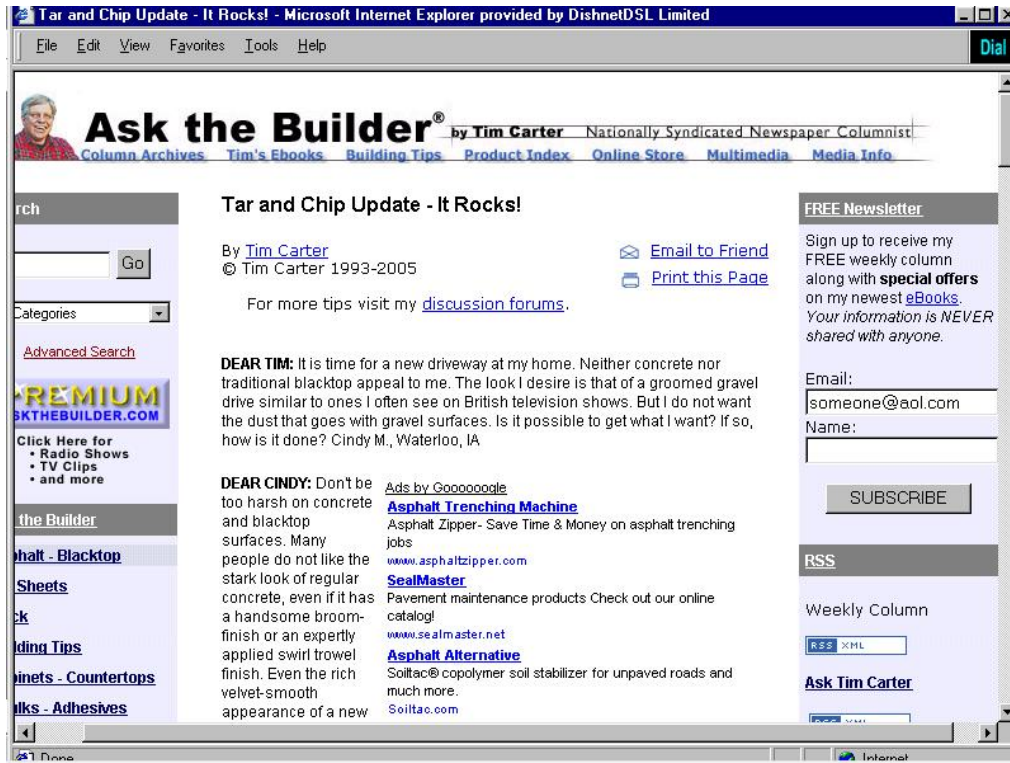 Tar and Chip Update - It Rocks! - Microsoft Internet Explorer provided by DishnetDSL Limited
File Edit View Favorites Tools Help
Dial
Ask the Builder® by Tim Carter Nationally Syndicated Newspaper Columnist
Column Archives Tim's Ebooks Building Tips Product Index Online Store Multimedia Media Info
rch
Go
Categories
Advanced Search
PREMIUM
SKTHEBUILDER.COM
Click Here for
• Radio Shows
• TV Clips
• and more
the Builder
phalt - Blacktop
Sheets
ck
lding Tips
binets - Countertops
ulks - Adhesives
Tar and Chip Update - It Rocks!
By Tim Carter
© Tim Carter 1993-2005
Email to Friend
Print this Page
For more tips visit my discussion forums.
DEAR TIM: It is time for a new driveway at my home. Neither concrete nor
traditional blacktop appeal to me. The look I desire is that of a groomed gravel
drive similar to ones I often see on British television shows. But I do not want
the dust that goes with gravel surfaces. Is it possible to get what I want? If so,
how is it done? Cindy M., Waterloo, IA
DEAR CINDY: Don't be
too harsh on concrete
and blacktop
surfaces. Many
people do not like the
stark look of regular
concrete, even if it has
a handsome broom-
finish or an expertly
applied swirl trowel
finish. Even the rich
velvet-smooth
appearance of a new
Ads by Goooooogle
Asphalt Trenching Machine
Asphalt Zipper- Save Time & Money on asphalt trenching
jobs
www.asphaltzipper.com
SealMaster
Pavement maintenance products Check out our online
catalog!
www.sealmaster.net
Asphalt Alternative
Soiltac® copolymer soil stabilizer for unpaved roads and
much more.
Soiltac.com
FREE Newsletter
Sign up to receive my
FREE weekly column
along with special offers
on my newest eBooks.
Your information is NEVER
shared with anyone.
Email:
someone@aol.com
Name:
SUBSCRIBE
RSS
Weekly Column
RSS XML
Ask Tim Carter
RSS XML
Done
Internet